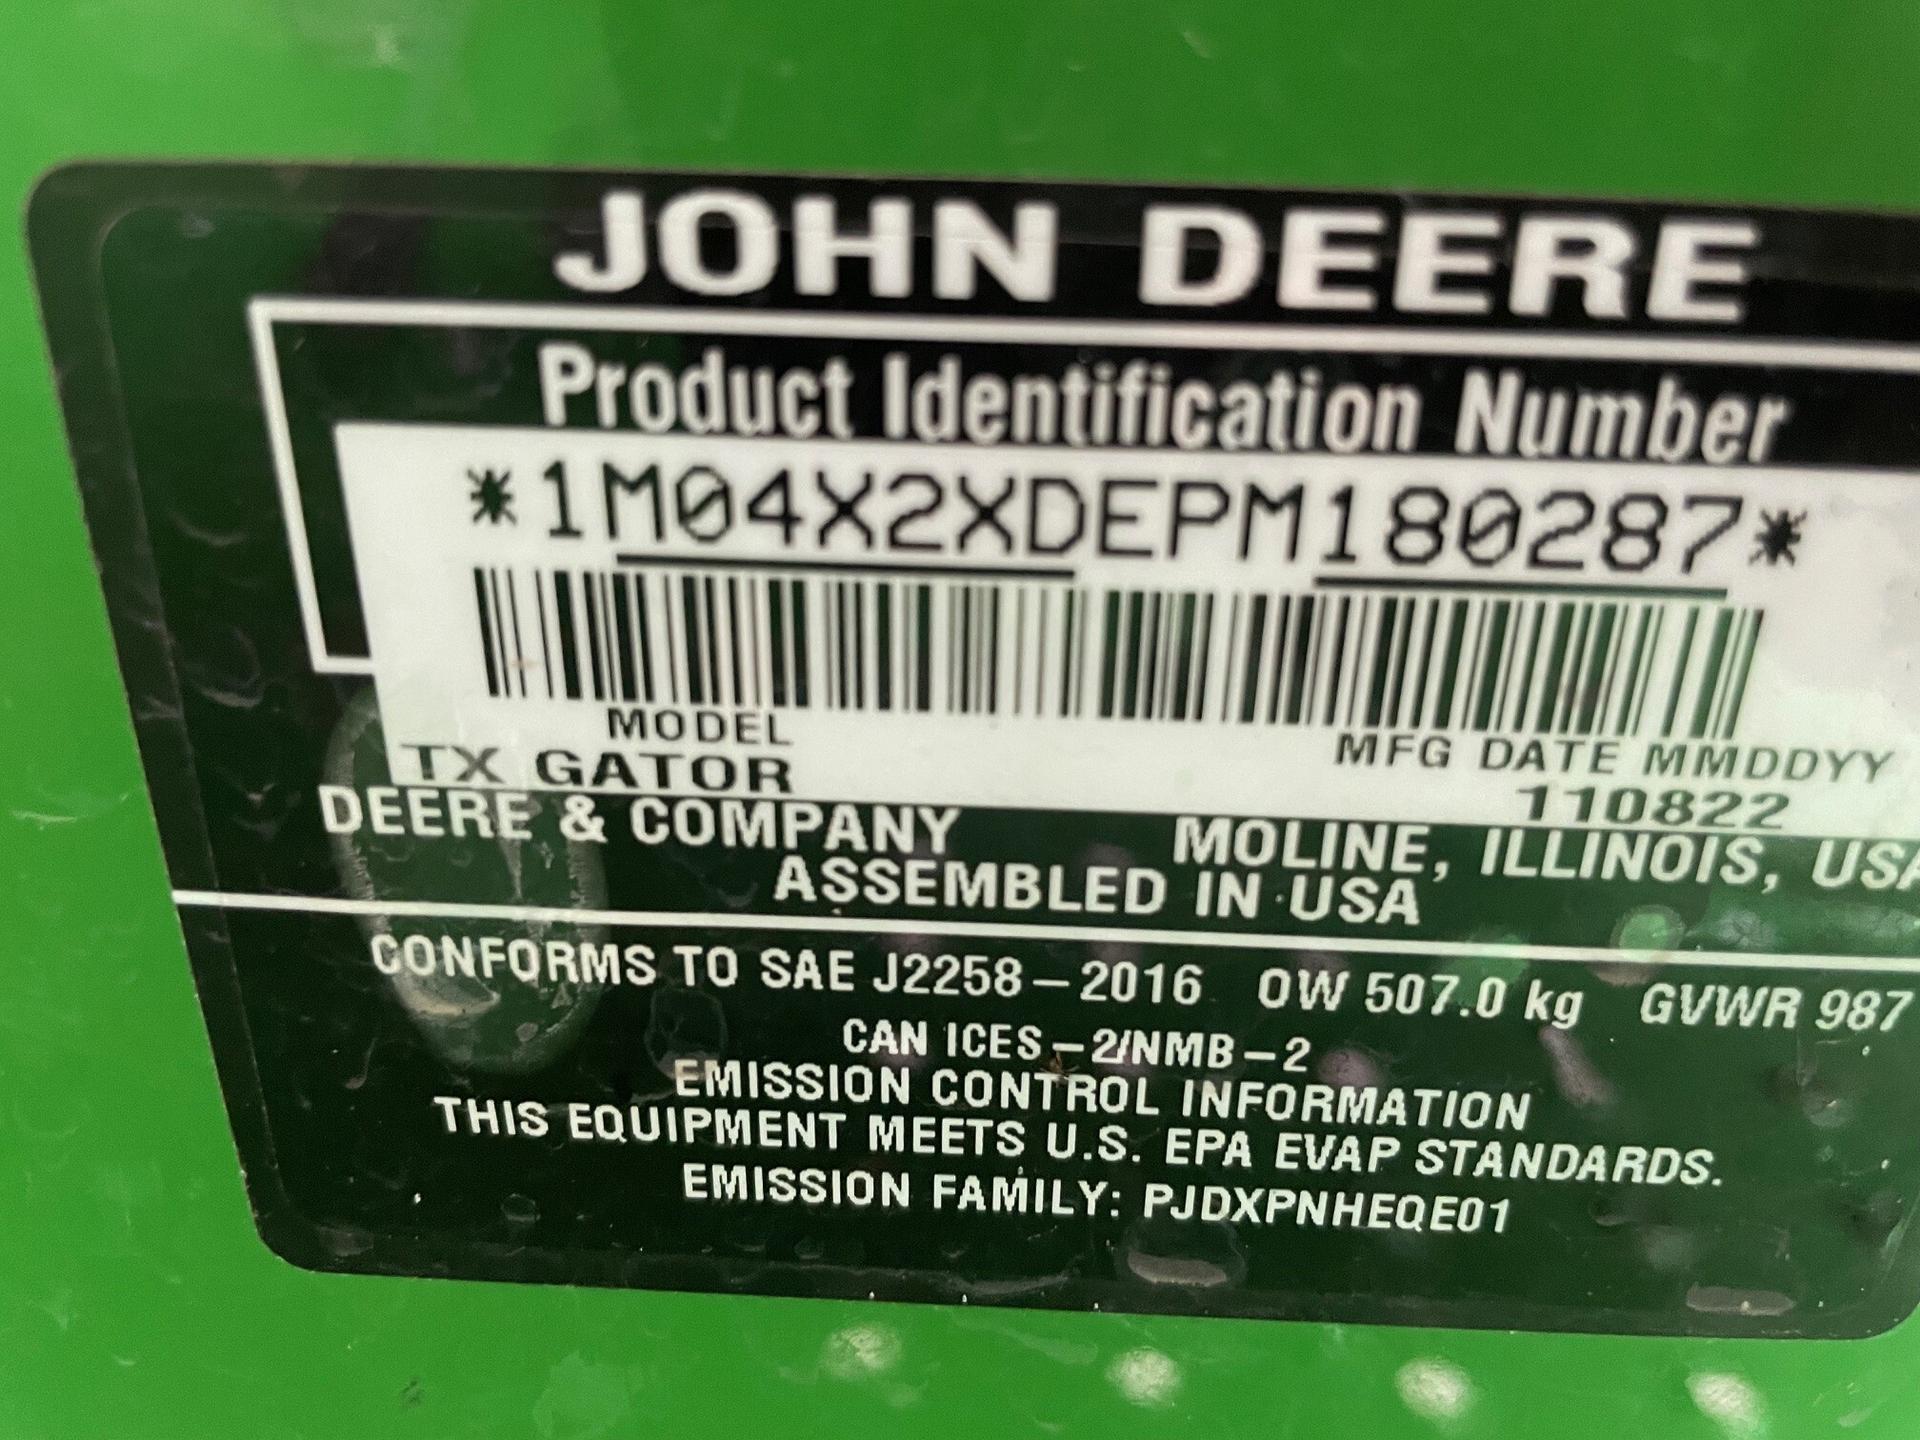 JOHN DEERE
Product Identification Number
*1M04X2XDEPM180287*
MODEL
TX GATOR
MFG DATE MMDDYY
110822
DEERE & COMPANY MOLINE, ILLINOIS, USA
ASSEMBLED IN USA
CONFORMS TO SAE J2258-2016 OW 507.0 kg GVWR 987
CAN ICES-2/NMB-2
EMISSION CONTROL INFORMATION
THIS EQUIPMENT MEETS U.S. EPA EVAP STANDARDS.
EMISSION FAMILY: PJDXPNHEQE01